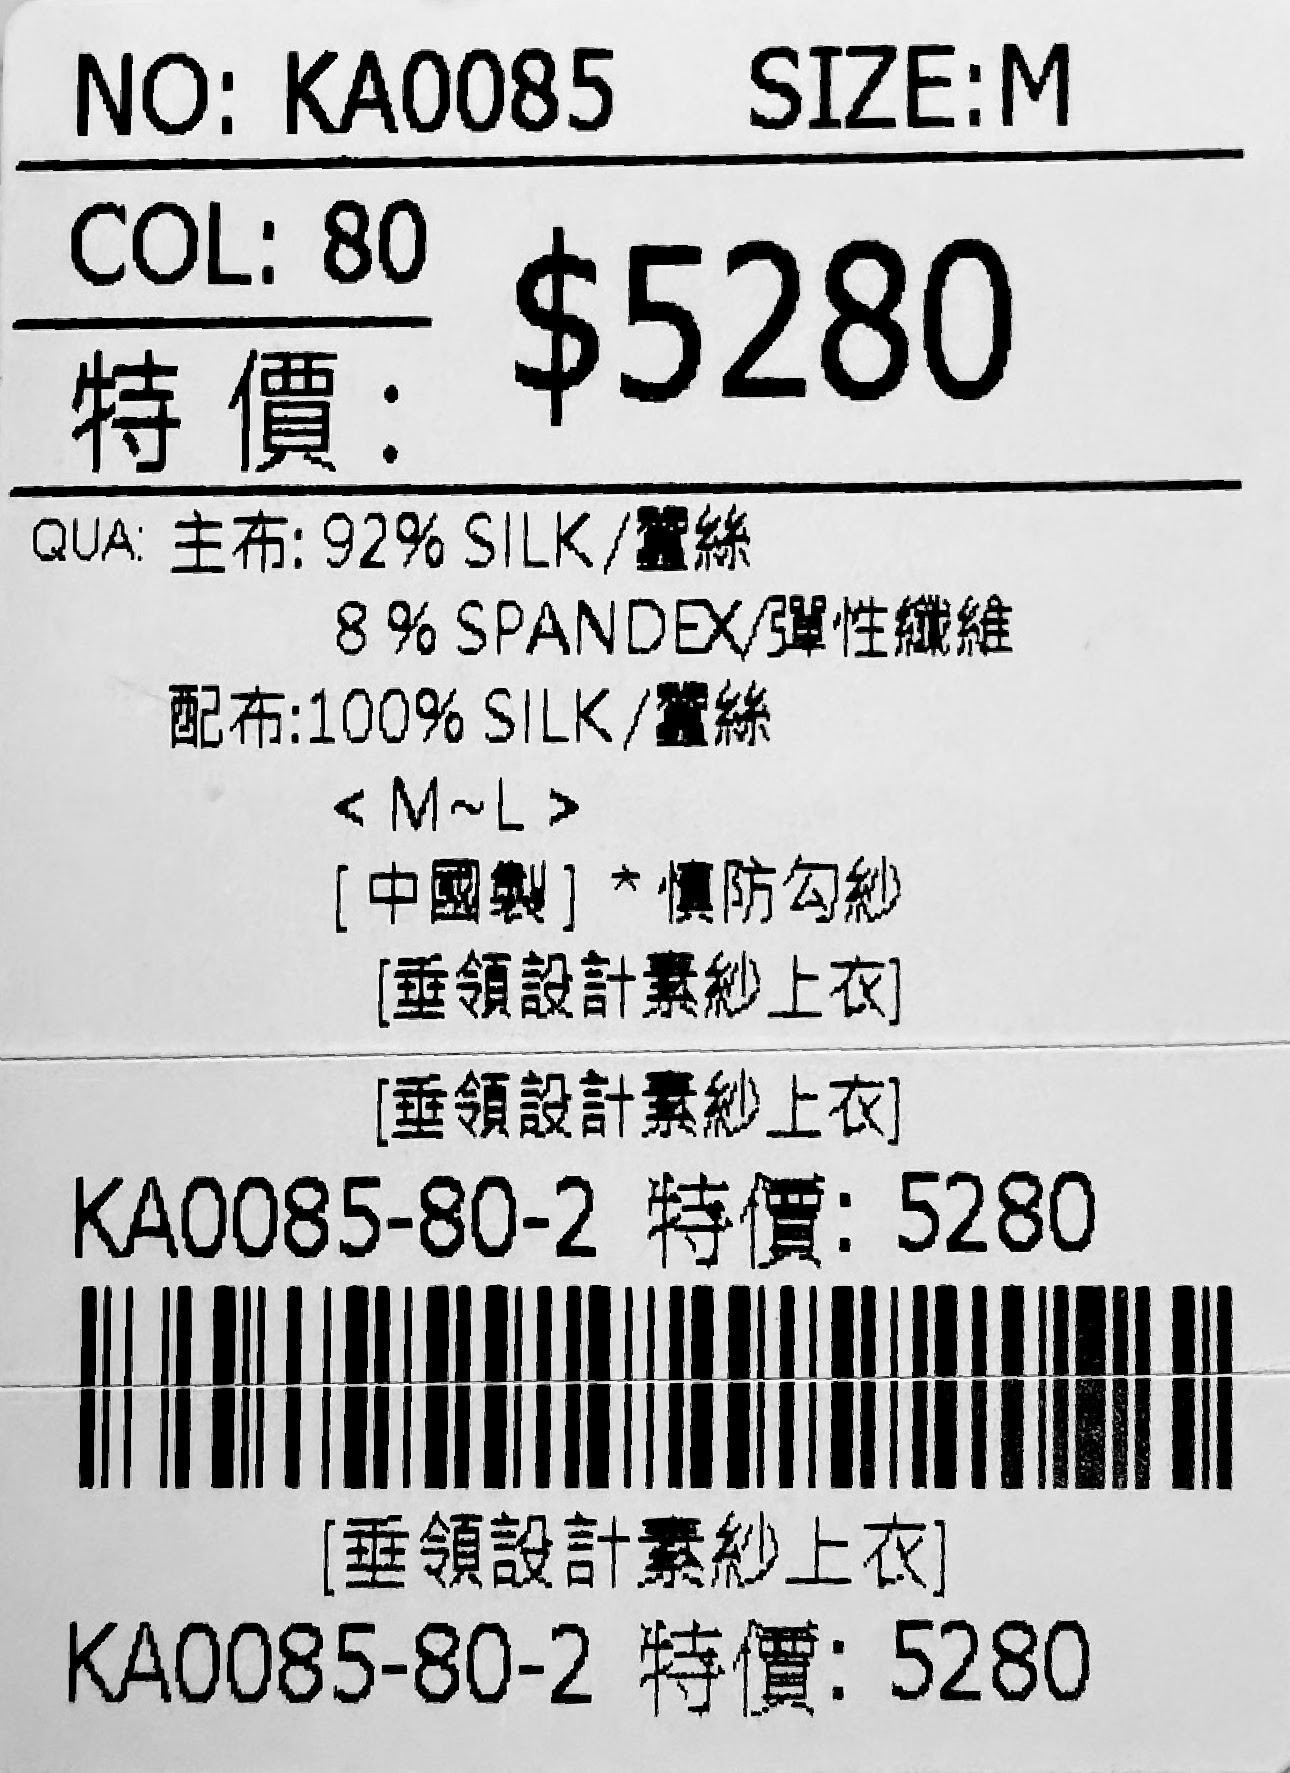 NO: KA0085 SIZE:M
COL: 80
$5280
特價:
QUA: 主布: 92% SILK/蠶絲
8% SPANDEX/彈性纖維
配布:100% SILK/蠶絲
< M~L >
[中國製] *慎防勾紗
[垂領設計素紗上衣]
[垂領設計素紗上衣]
KA0085-80-2 特價: 5280
[垂領設計素紗上衣]
KA0085-80-2 特價: 5280